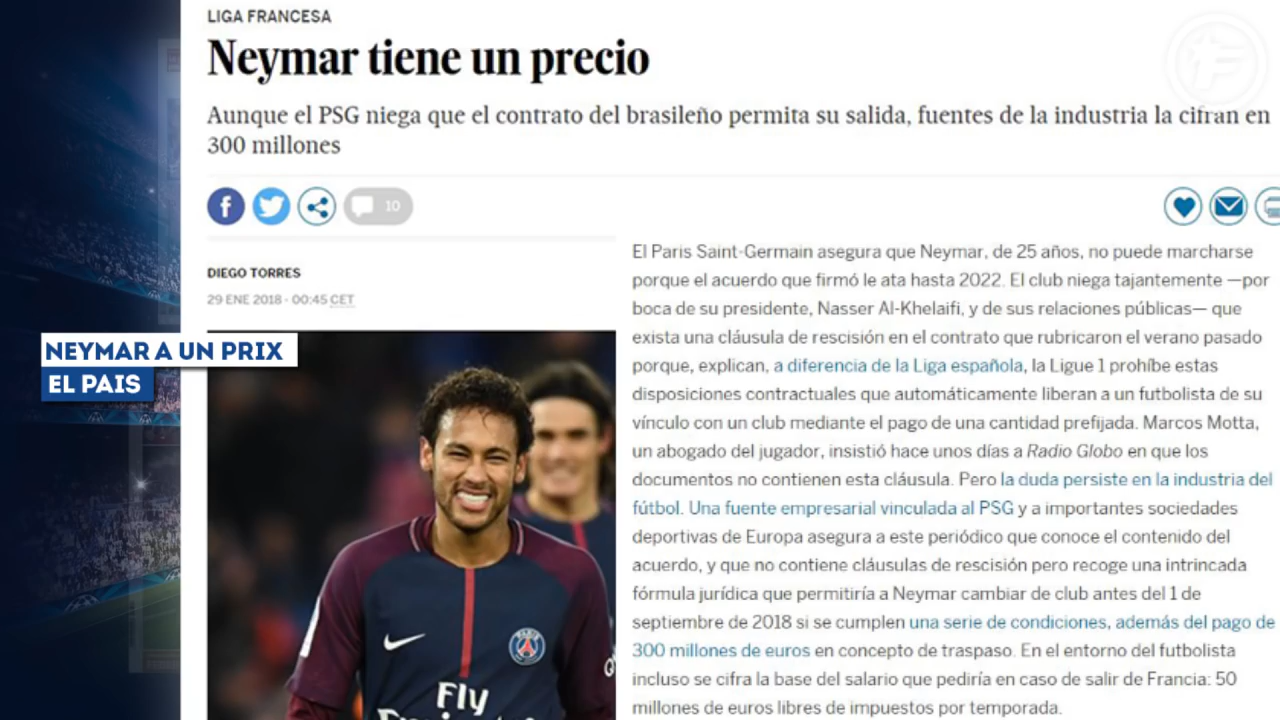 LIGA FRANCESA
Neymar tiene un precio
Aunque el PSG niega que el contrato del brasileño permita su salida, fuentes de la industria la cifran en
300 millones
10
DIEGO TORRES
29 ENE 2018 - 00:45 CET
NEYMAR A UN PRIX
EL PAIS
El Paris Saint-Germain asegura que Neymar, de 25 años, no puede marcharse
porque el acuerdo que firmó le ata hasta 2022. El club niega tajantemente —por
boca de su presidente, Nasser Al-Khelaifi, y de sus relaciones públicas— que
exista una cláusula de rescisión en el contrato que rubricaron el verano pasado
porque, explican, a diferencia de la Liga española, la Ligue 1 prohíbe estas
disposiciones contractuales que automáticamente liberan a un futbolista de su
vínculo con un club mediante el pago de una cantidad prefijada. Marcos Motta,
un abogado del jugador, insistió hace unos días a Radio Globo en que los
documentos no contienen esta cláusula. Pero la duda persiste en la industria del
fútbol. Una fuente empresarial vinculada al PSG y a importantes sociedades
deportivas de Europa asegura a este periódico que conoce el contenido del
acuerdo, y que no contiene cláusulas de rescisión pero recoge una intrincada
fórmula jurídica que permitiría a Neymar cambiar de club antes del 1 de
septiembre de 2018 si se cumplen una serie de condiciones, además del pago de
300 millones de euros en concepto de traspaso. En el entorno del futbolista
incluso se cifra la base del salario que pediría en caso de salir de Francia: 50
millones de euros libres de impuestos por temporada.
PARIS
Fly